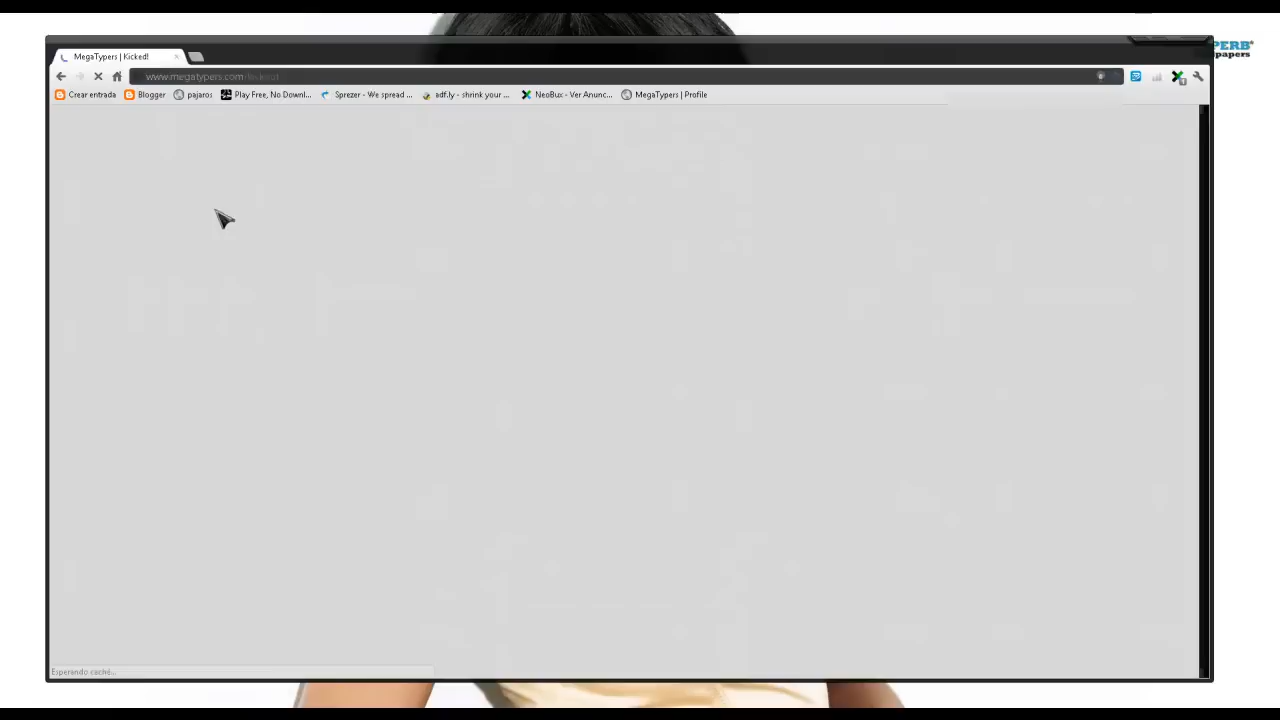 PERB®
MegaTypers | Kicked!
papers
www.megatypers.com/kicked
Crear entrada
Blogger
pajaros
Play Free, No Downl...
Sprezer - We spread ...
adf.ly - shrink your ...
NeoBux - Ver Anunc...
MegaTypers | Profile
Esperando caché...